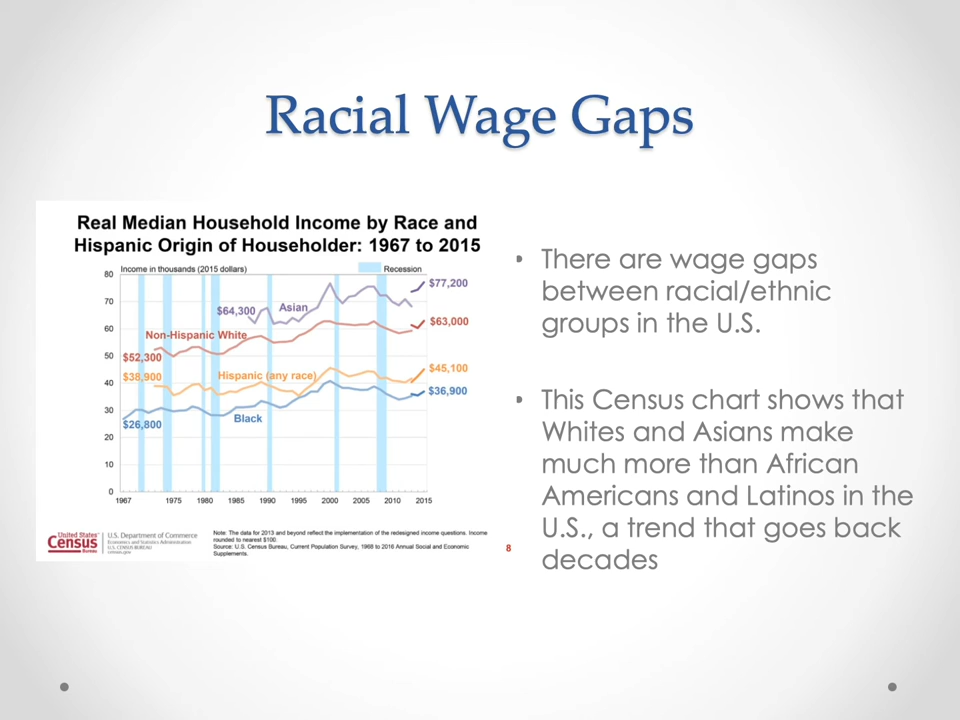 Racial Wage Gaps
Real Median Household Income by Race and
Hispanic Origin of Householder: 1967 to 2015
Income in thousands (2015 dollars)
Recession
80
70
60
50
40
30
20
10
0
$77,200
$64,300
Asian
$63,000
Non-Hispanic White
$52,300
$45,100
$38,900
Hispanic (any race)
$36,900
Black
$26,800
1967 1975 1980 1985 1990 1995 2000 2005 2010 2015
United States®
Census
Bureau
U.S. Department of Commerce
Economics and Statistics Administration
U.S. CENSUS BUREAU
census.gov
Note: The data for 2013 and beyond reflect the implementation of the redesigned income questions. Income
rounded to nearest $100.
Source: U.S. Census Bureau, Current Population Survey, 1968 to 2016 Annual Social and Economic
Supplements.
8
• There are wage gaps
between racial/ethnic
groups in the U.S.
• This Census chart shows that
Whites and Asians make
much more than African
Americans and Latinos in the
U.S., a trend that goes back
decades